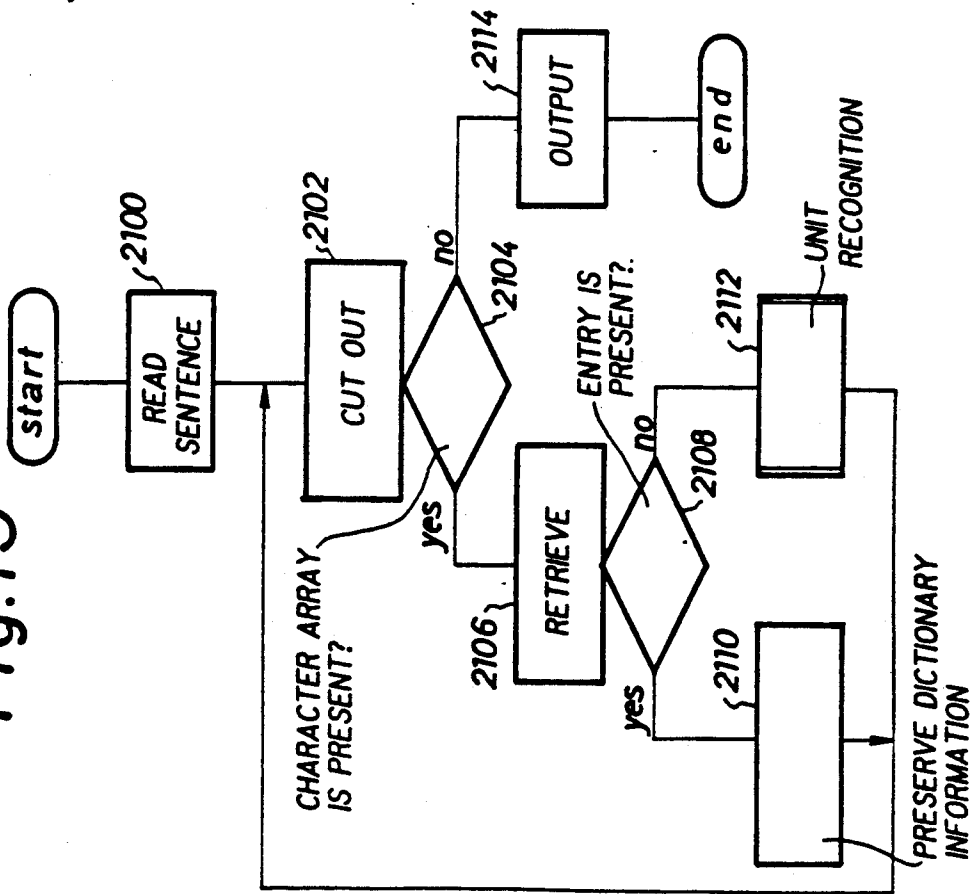 start
READ
SENTENCE
2100
CUT OUT
2102
CHARACTER ARRAY
IS PRESENT?
2104
yes
no
2106
RETRIEVE
OUTPUT
2114
ENTRY IS
PRESENT?.
2108
yes
no
end
2110
PRESERVE DICTIONARY
INFORMATION
2112
UNIT
RECOGNITION